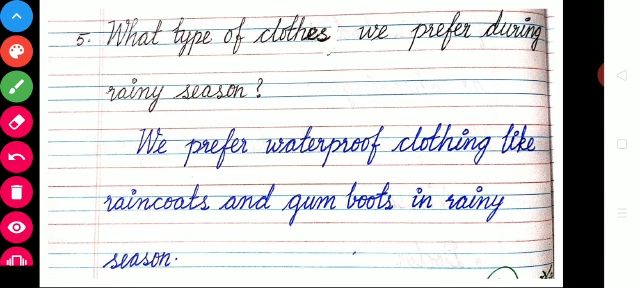 5. What type of clothes we prefer during
rainy season?
We prefer waterproof clothing like
raincoats and gum boots in rainy
season.